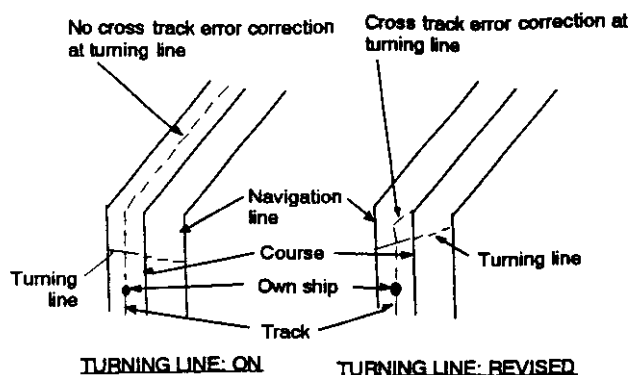 No cross track error correction
at turning line
Cross track error correction at
turning line
Navigation
line
Turning
line
Course
Turning line
Own ship
Track
TURNING LINE: ON
TURNING LINE: REVISED